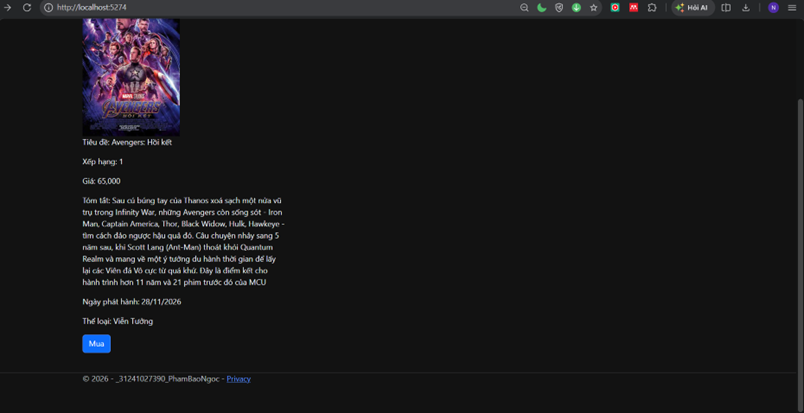 http://localhost:5274
Hỏi AI
N
MARVEL STUDIOS
AVENGERS
HỒI KẾT
Tiêu đề: Avengers: Hồi kết
Xếp hạng: 1
Giá: 65,000
Tóm tắt: Sau cú búng tay của Thanos xoá sạch một nửa vũ
trụ trong Infinity War, những Avengers còn sống sót - Iron
Man, Captain America, Thor, Black Widow, Hulk, Hawkeye -
tìm cách đảo ngược hậu quả đó. Câu chuyện nhảy sang 5
năm sau, khi Scott Lang (Ant-Man) thoát khỏi Quantum
Realm và mang về một ý tưởng du hành thời gian để lấy
lại các Viên đá Vô cực từ quá khứ. Đây là điểm kết cho
hành trình hơn 11 năm và 21 phim trước đó của MCU
Ngày phát hành: 28/11/2026
Thể loại: Viễn Tưởng
Mua
© 2026 - _31241027390_PhamBaoNgoc - Privacy